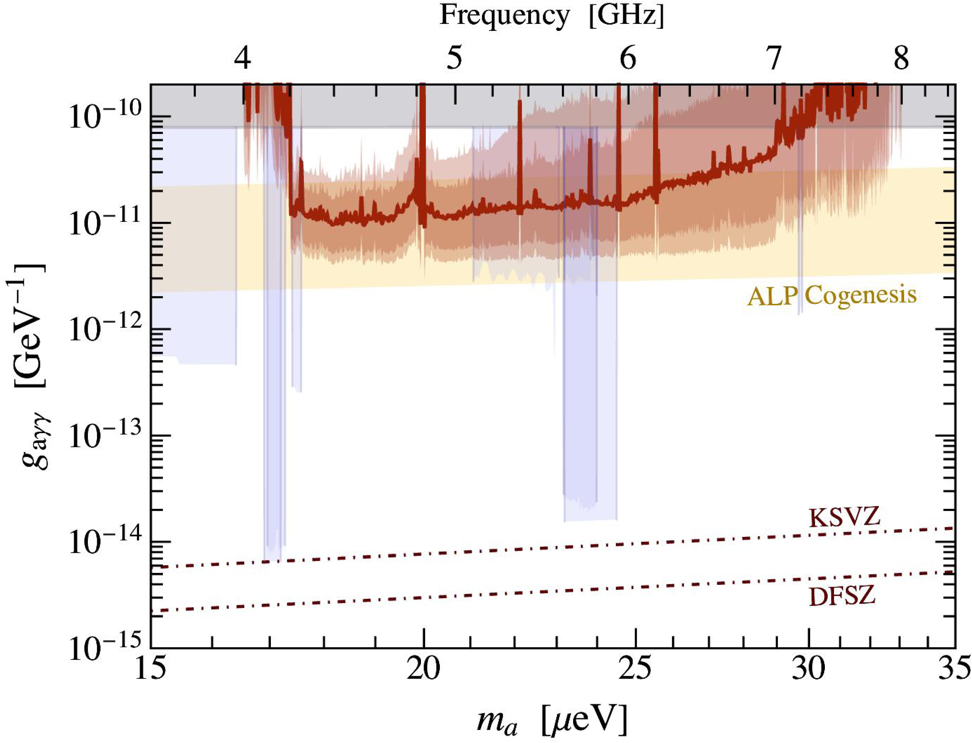 Frequency [GHz]
4 5 6 7 8
10⁻¹⁰
10⁻¹¹
ALP Cogenesis
10⁻¹²
g_aγγ [GeV⁻¹]
10⁻¹³
KSVZ
10⁻¹⁴
DFSZ
10⁻¹⁵
15 20 25 30 35
mₐ [μeV]